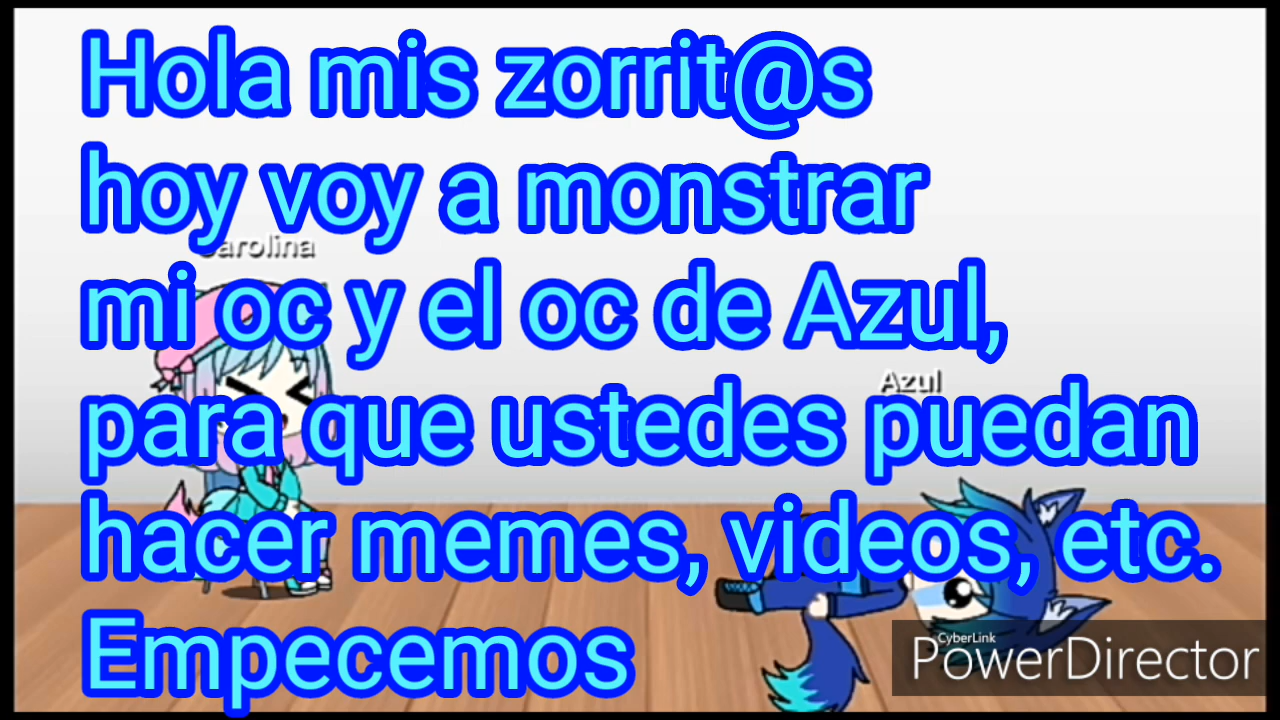 Hola mis zorrit@s
hoy voy a monstrar
Carolina
mi oc y el oc de Azul,
Azul
para que ustedes puedan
hacer memes, videos, etc.
Empecemos
CyberLink
PowerDirector